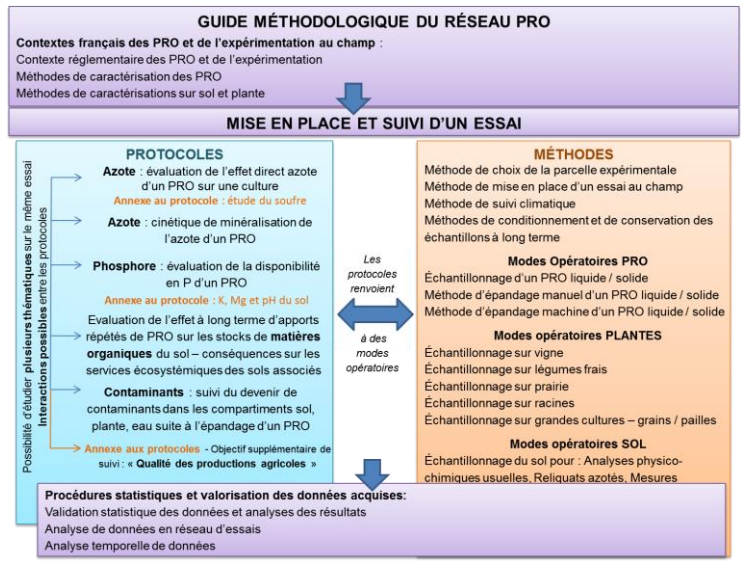 GUIDE MÉTHODOLOGIQUE DU RÉSEAU PRO
Contextes français des PRO et de l'expérimentation au champ :
Contexte réglementaire des PRO et de l'expérimentation
Méthodes de caractérisation des PRO
Méthodes de caractérisations sur sol et plante
MISE EN PLACE ET SUIVI D'UN ESSAI
Possibilité d'étudier plusieurs thématiques sur le même essai
Interactions possibles entre les protocoles
PROTOCOLES
Azote : évaluation de l'effet direct azote
d'un PRO sur une culture
Annexe au protocole : étude du soufre
Azote : cinétique de minéralisation de
l'azote d'un PRO
Phosphore : évaluation de la disponibilité
en P d'un PRO
Annexe au protocole : K, Mg et pH du sol
Evaluation de l'effet à long terme d'apports
répétés de PRO sur les stocks de matières
organiques du sol – conséquences sur les
services écosystémiques des sols associés
Contaminants : suivi du devenir de
contaminants dans les compartiments sol,
plante, eau suite à l'épandage d'un PRO
Annexe aux protocoles - Objectif supplémentaire de
suivi : « Qualité des productions agricoles »
Les
protocoles
renvoient
à des
modes
opératoires
MÉTHODES
Méthode de choix de la parcelle expérimentale
Méthode de mise en place d'un essai au champ
Méthode de suivi climatique
Méthodes de conditionnement et de conservation des
échantillons à long terme
Modes Opératoires PRO
Échantillonnage d'un PRO liquide / solide
Méthode d'épandage manuel d'un PRO liquide / solide
Méthode d'épandage machine d'un PRO liquide / solide
Modes opératoires PLANTES
Échantillonnage sur vigne
Échantillonnage sur légumes frais
Échantillonnage sur prairie
Échantillonnage sur racines
Échantillonnage sur grandes cultures – grains / pailles
Modes opératoires SOL
Échantillonnage du sol pour : Analyses physico-
chimiques usuelles, Reliquats azotés, Mesures
Procédures statistiques et valorisation des données acquises:
Validation statistique des données et analyses des résultats
Analyse de données en réseau d'essais
Analyse temporelle de données